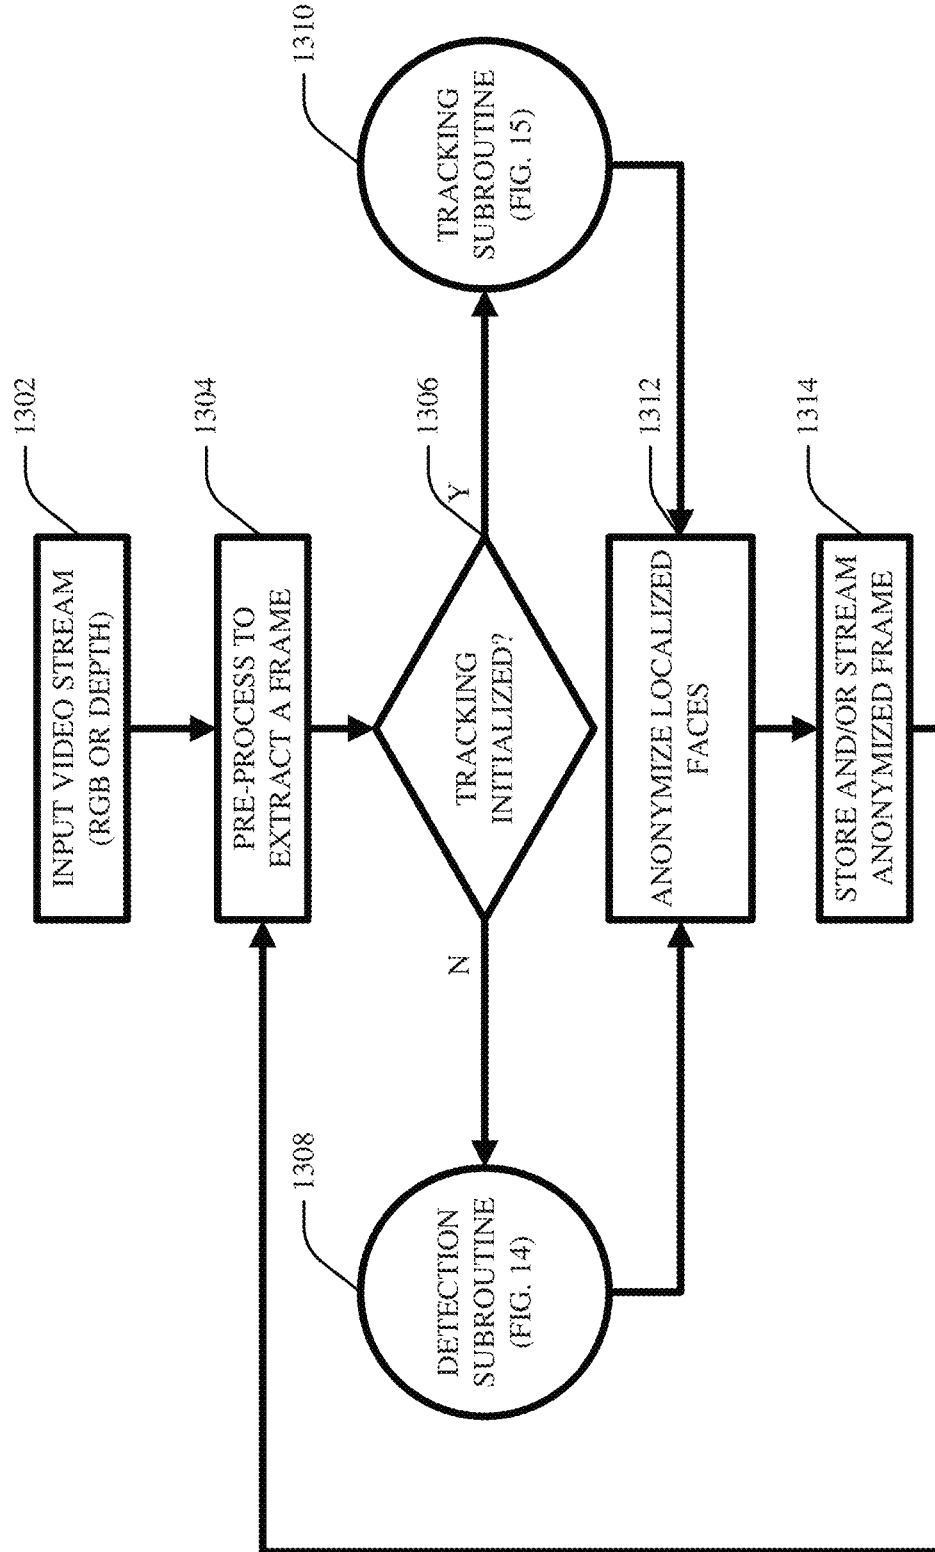 1302
INPUT VIDEO STREAM
(RGB OR DEPTH)
1304
PRE-PROCESS TO
EXTRACT A FRAME
1306
TRACKING
INITIALIZED?
N
Y
1308
DETECTION
SUBROUTINE
(FIG. 14)
1310
TRACKING
SUBROUTINE
(FIG. 15)
1312
ANONYMIZE LOCALIZED
FACES
1314
STORE AND/OR STREAM
ANONYMIZED FRAME